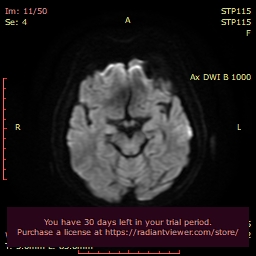 Im: 11/50
Se: 4
STP115
STP115
F
A
Ax DWI B 1000
R
L
You have 30 days left in your trial period.
Purchase a license at https://radiantviewer.com/store/